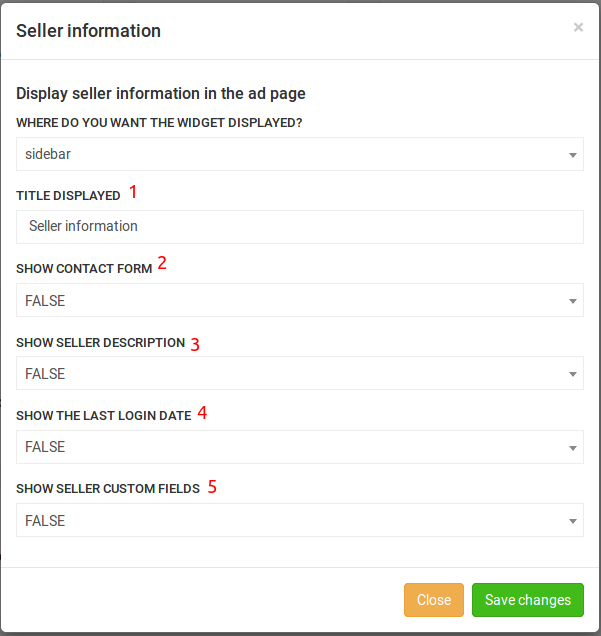 Seller information ×
Display seller information in the ad page
WHERE DO YOU WANT THE WIDGET DISPLAYED?
sidebar
TITLE DISPLAYED 1
Seller information
SHOW CONTACT FORM 2
FALSE
SHOW SELLER DESCRIPTION 3
FALSE
SHOW THE LAST LOGIN DATE 4
FALSE
SHOW SELLER CUSTOM FIELDS 5
FALSE
Close Save changes